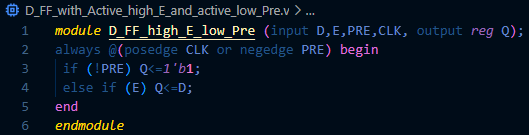 D_FF_with_Active_high_E_and_active_low_Pre.v > ...
1 module D_FF_high_E_low_Pre (input D,E,PRE,CLK, output reg Q);
2 always @(posedge CLK or negedge PRE) begin
3 if (!PRE) Q<=1'b1;
4 else if (E) Q<=D;
5 end
6 endmodule